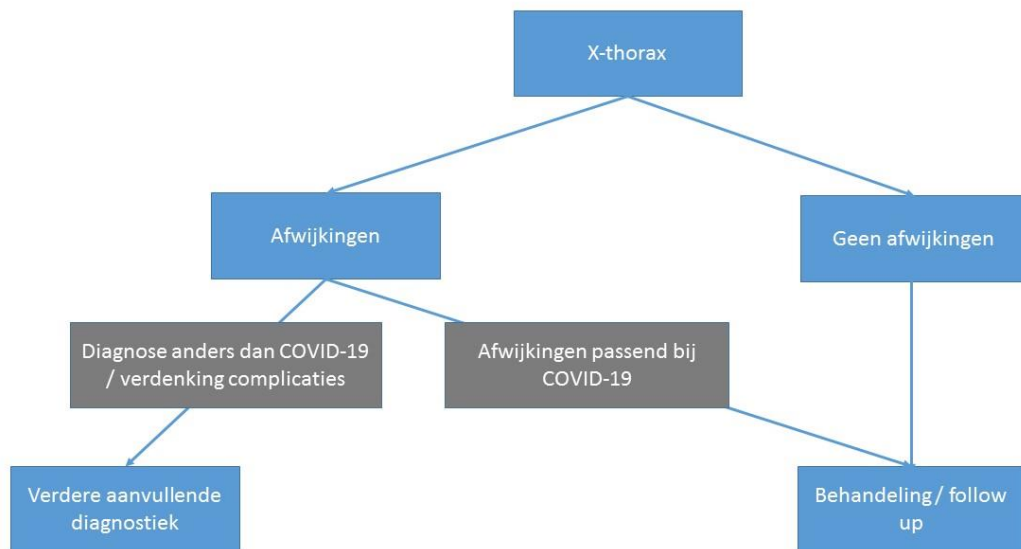 X-thorax
Afwijkingen
Geen afwijkingen
Diagnose anders dan COVID-19
/ verdenking complicaties
Afwijkingen passend bij
COVID-19
Verdere aanvullende
diagnostiek
Behandeling / follow
up